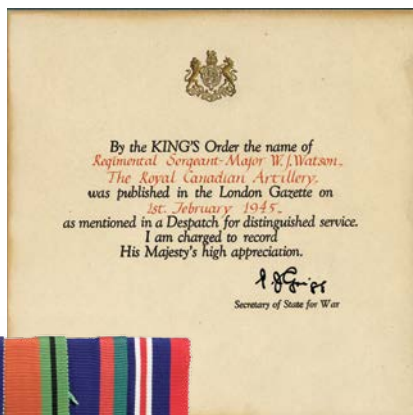 By the KING'S Order the name of
Regimental Sergeant-Major W.J.Watson.
The Royal Canadian Artillery.
was published in the London Gazette on
1st. February 1945.
as mentioned in a Despatch for distinguished service.
I am charged to record
His Majesty's high appreciation.
Secretary of State for War